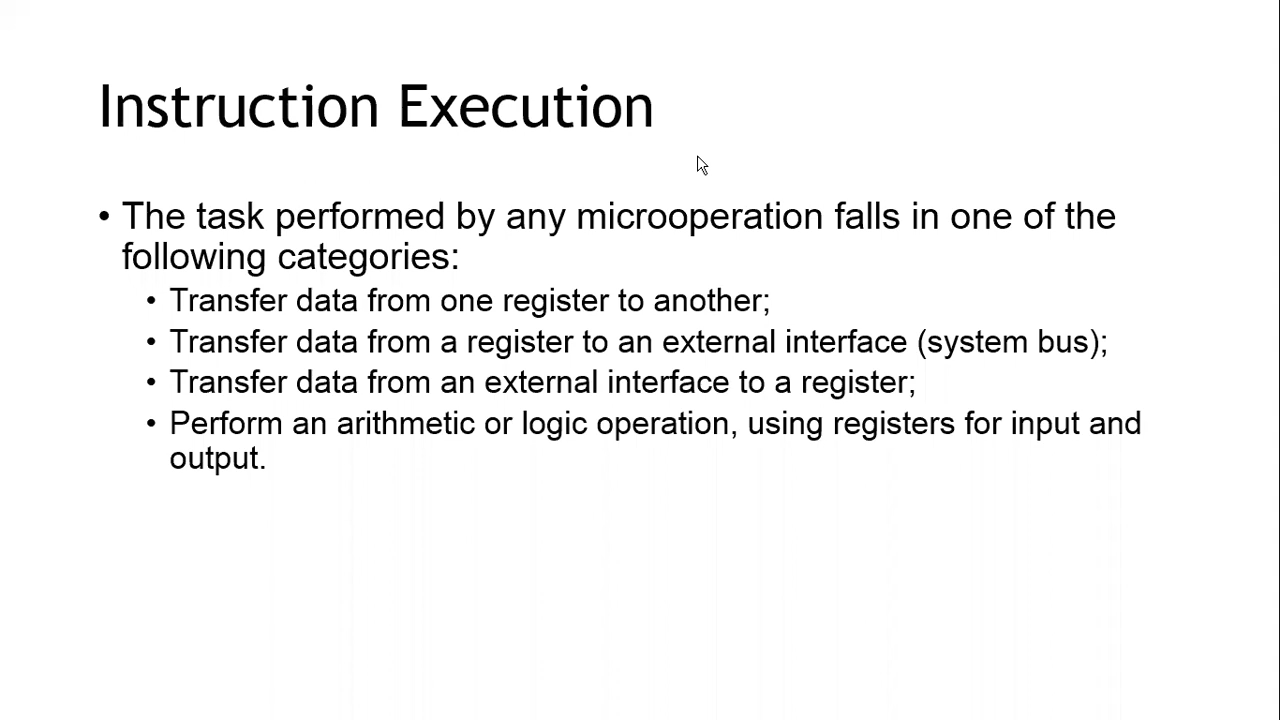 Instruction Execution
• The task performed by any microoperation falls in one of the
following categories:
• Transfer data from one register to another;
• Transfer data from a register to an external interface (system bus);
• Transfer data from an external interface to a register;
• Perform an arithmetic or logic operation, using registers for input and
output.